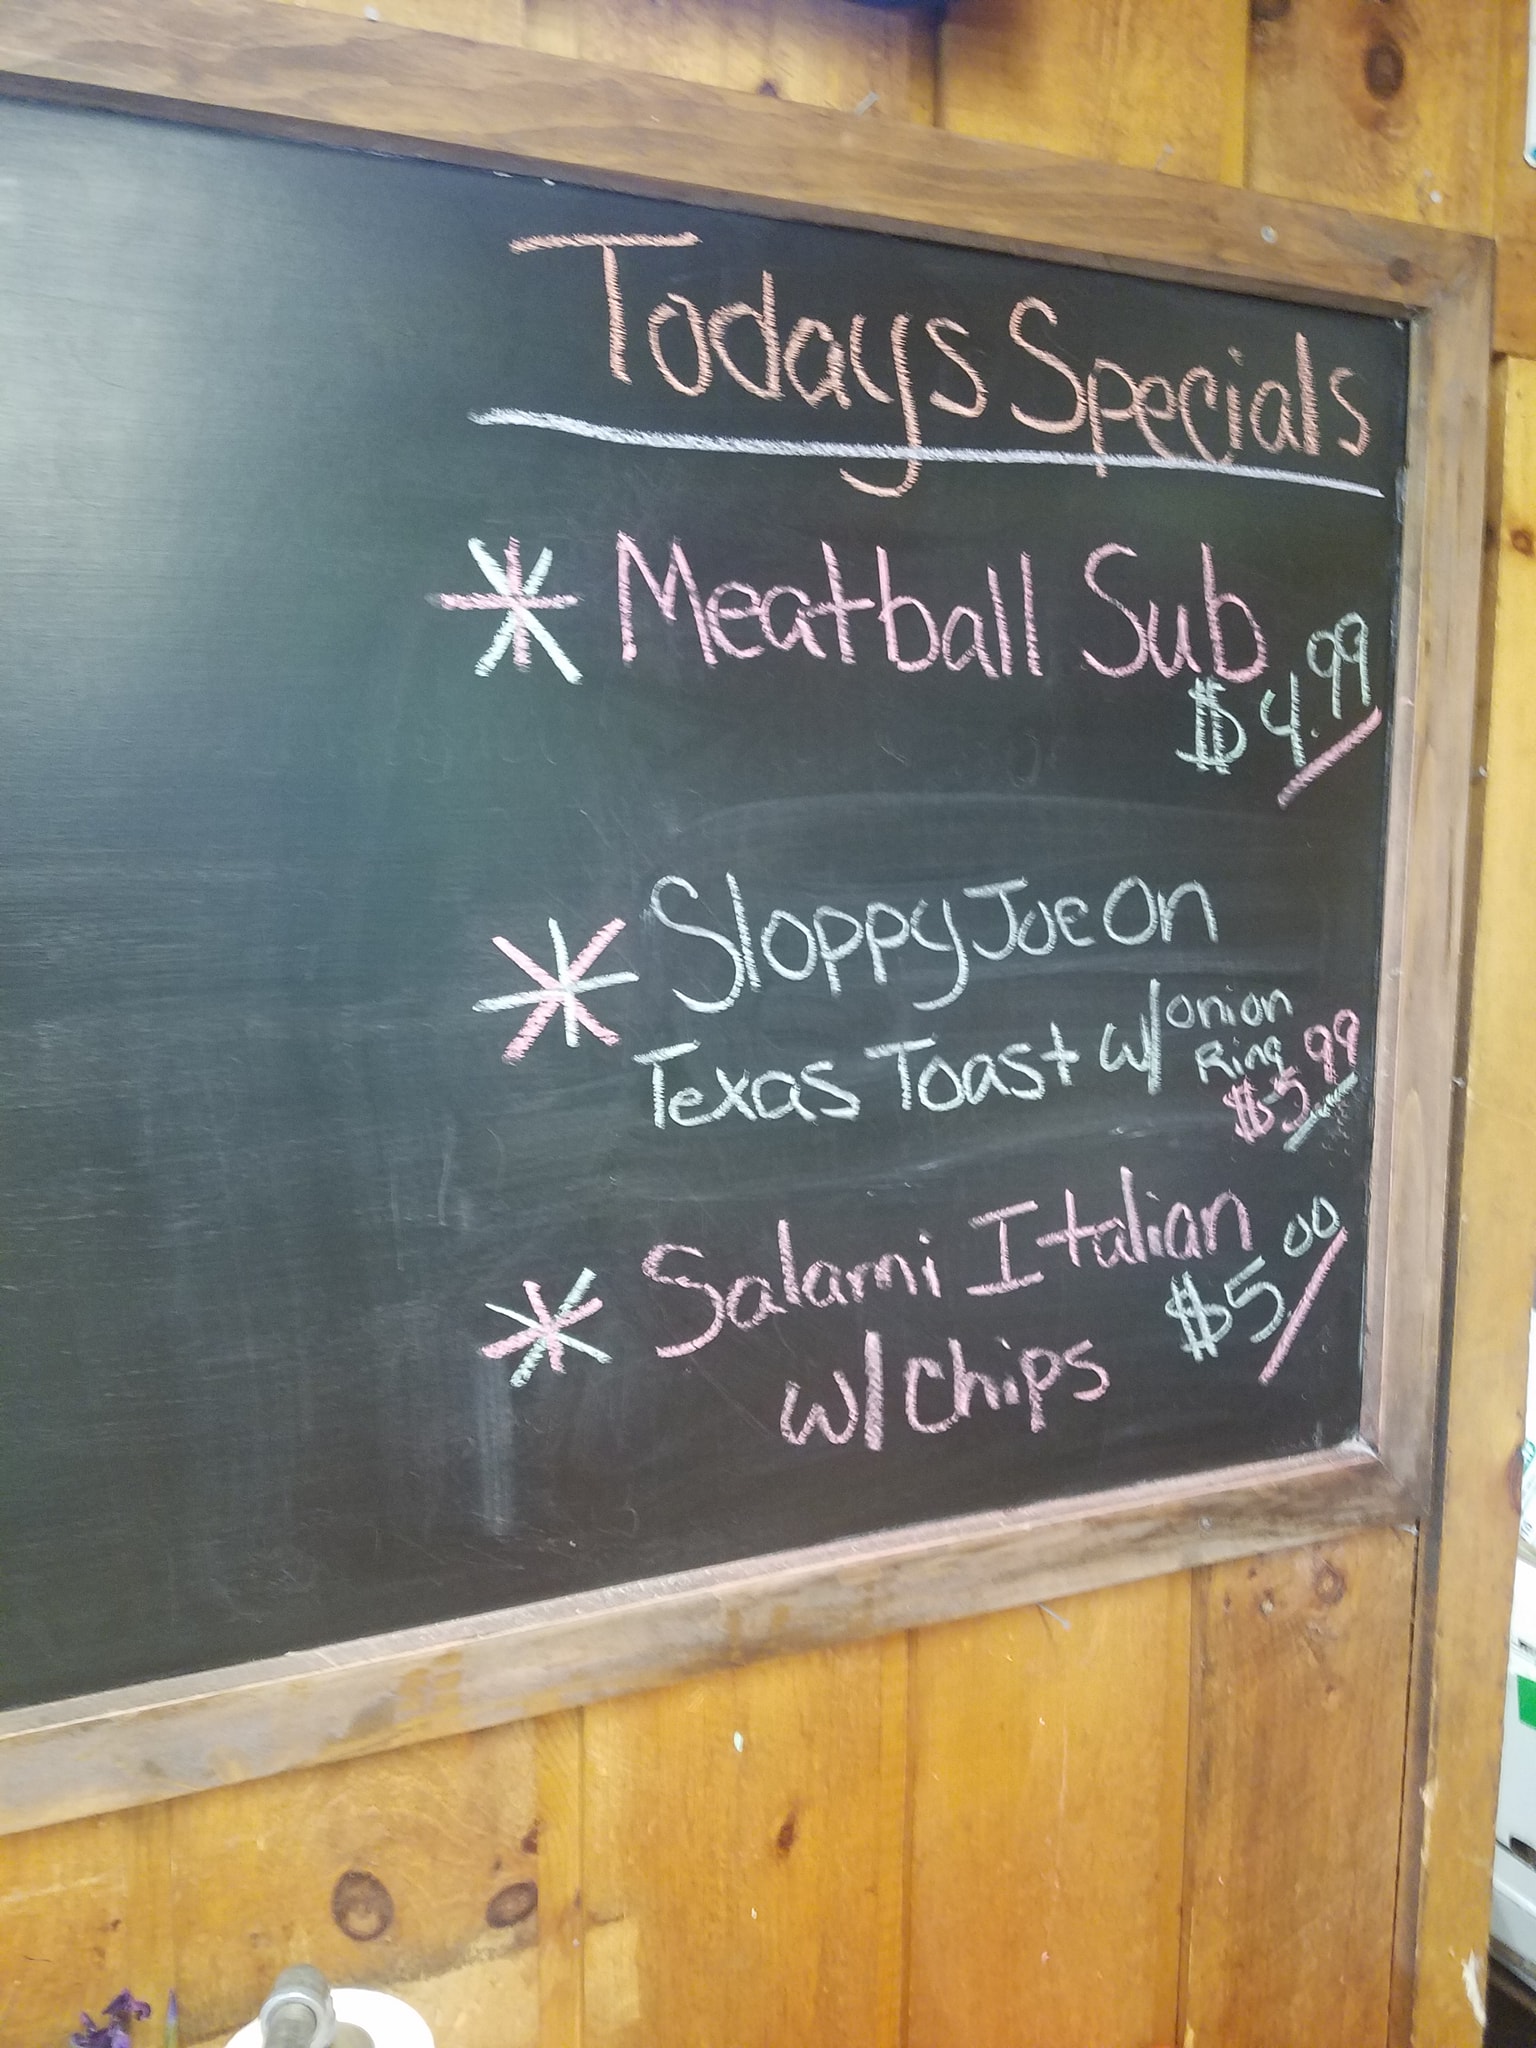 Todays Specials
* Meatball Sub
$4.99
* Sloppy Joe On
Texas Toast w/ onion
Ring
$5.99
* Salami Italian
w/chips $5.00